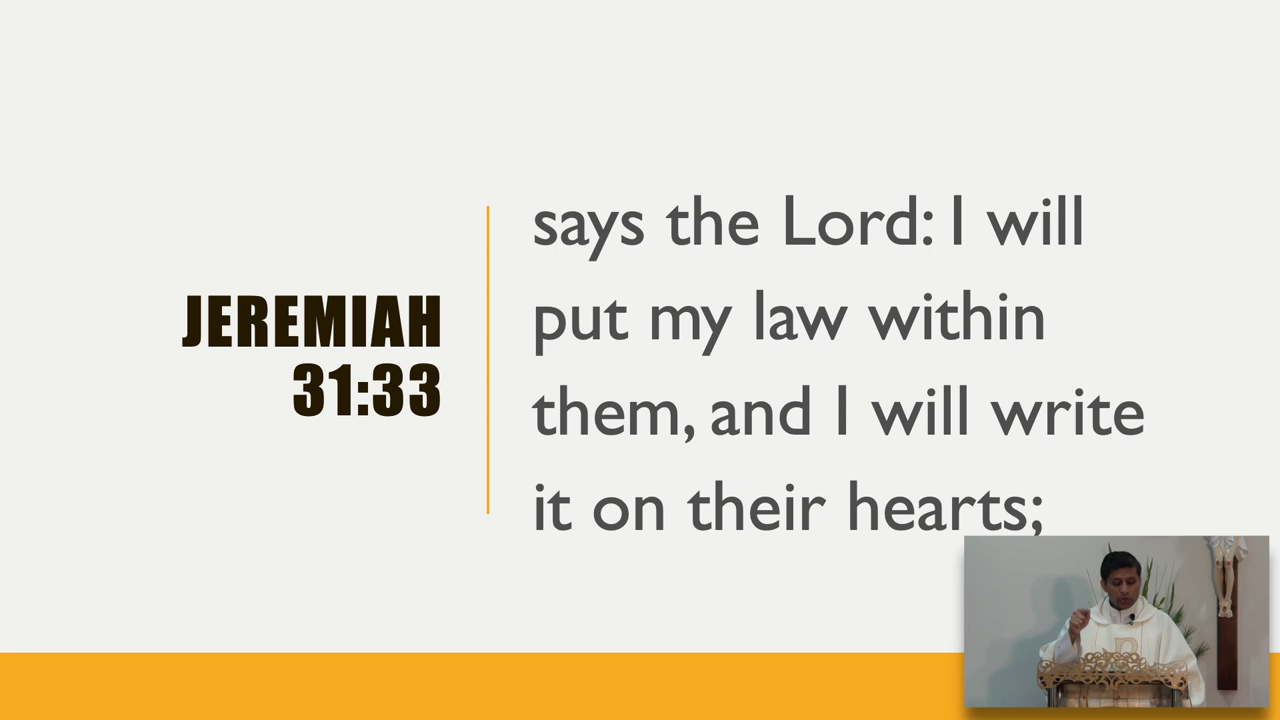 JEREMIAH
31:33
says the Lord: I will
put my law within
them, and I will write
it on their hearts;